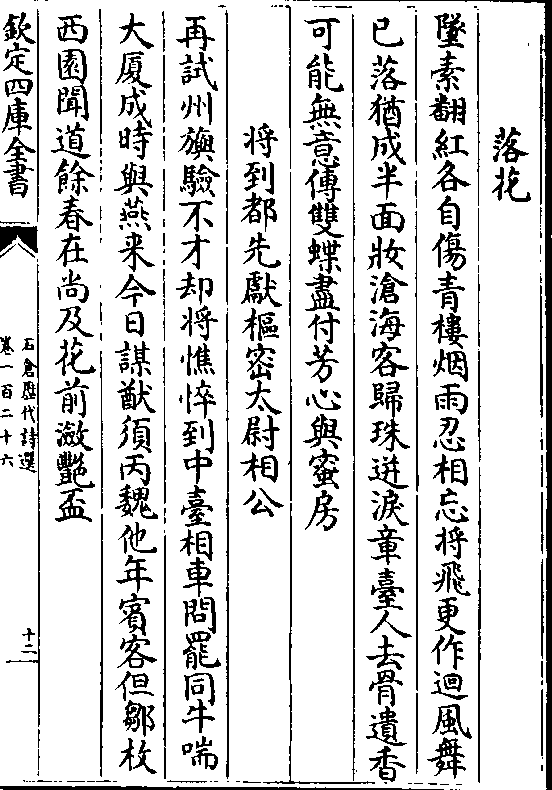 落花
墜素翻紅各自傷青樓烟雨忍相忘將飛更作迴風舞
已落猶成半面妝滄海客歸珠迸淚章臺人去骨遺香
可能無意傳雙蝶盡付芳心與蜜房
将到都先獻樞密太尉相公
再試州旟驗不才却将憔悴到中臺相車問罷同牛喘
大厦成時與燕来今日謀猷須丙魏他年賓客但鄒枚
西園聞道餘春在尚及花前瀲艷盃
欽定四庫全書
石倉歴代詩選
卷一百二十六
十二